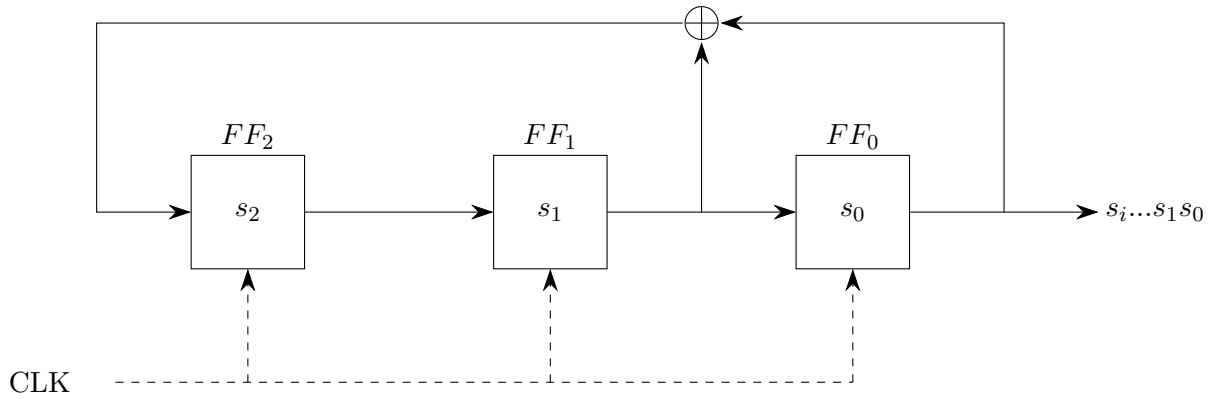 FF₂ FF₁ FF₀
s₂ s₁ s₀ sᵢ...s₁s₀
CLK